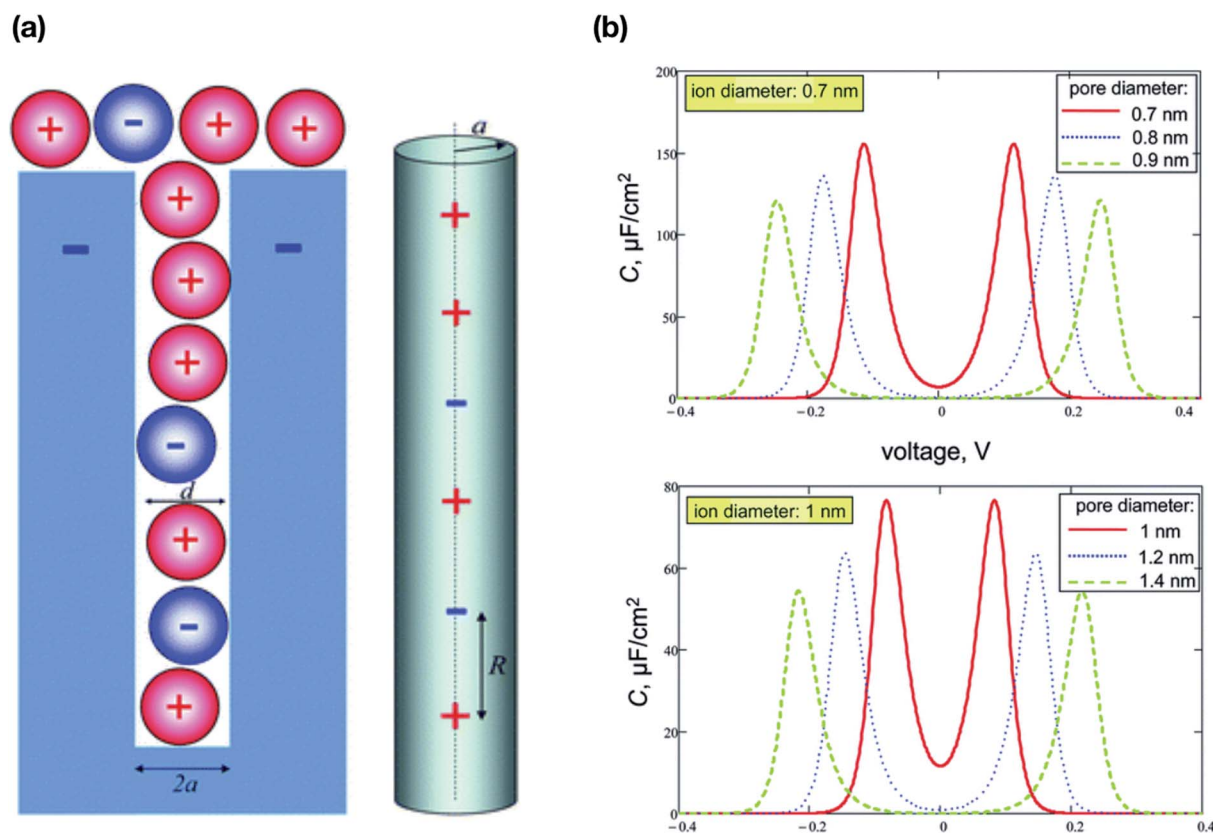 (a)
+ - + +
+
- -
+
+
-
d
+
-
+
2a
a
+
+
-
+
-
R
+
(b)
200
150
100
50
0
C, µF/cm²
ion diameter: 0.7 nm
pore diameter:
0.7 nm
0.8 nm
0.9 nm
−0.4 −0.2 0 0.2 0.4
voltage, V
80
60
40
20
0
C, µF/cm²
ion diameter: 1 nm
pore diameter:
1 nm
1.2 nm
1.4 nm
−0.4 −0.2 0 0.2 0.4